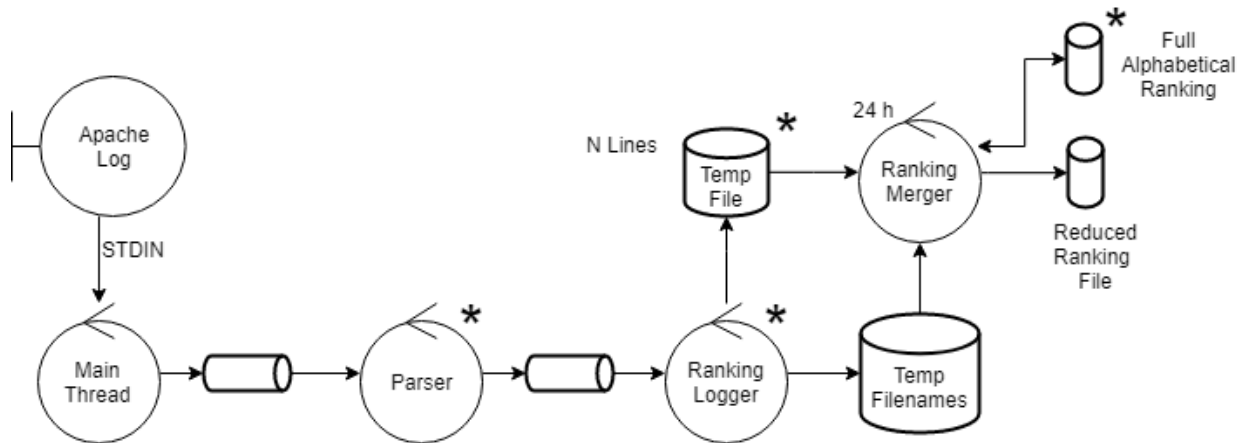 *
Full
Alphabetical
Ranking
24 h
*
N Lines
Apache
Log
Temp
File
Ranking
Merger
STDIN
Reduced
Ranking
File
*
*
Main
Thread
Parser
Ranking
Logger
Temp
Filenames